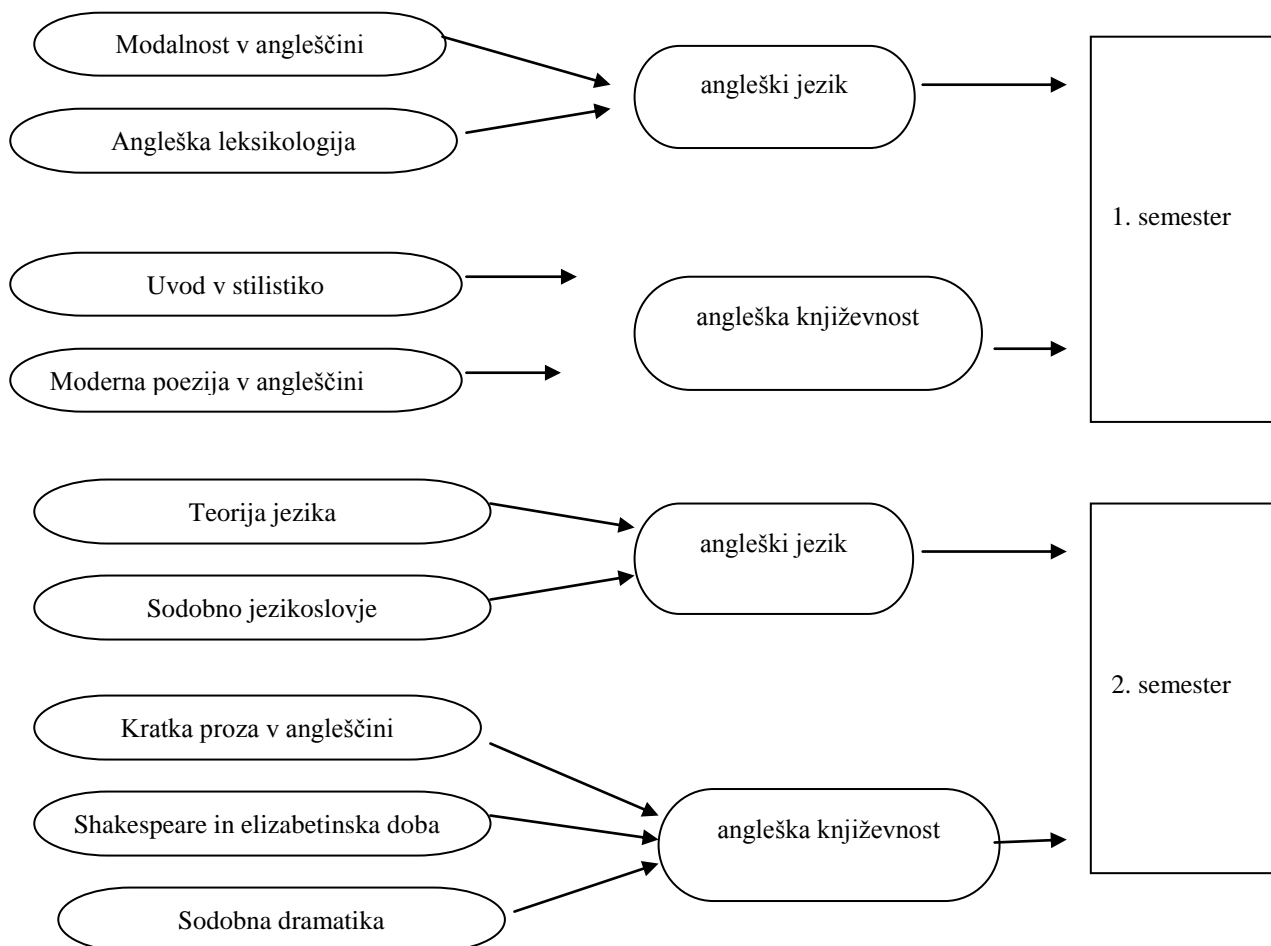 Modalnost v angleščini
angleški jezik
Angleška leksikologija
1. semester
Uvod v stilistiko
angleška književnost
Moderna poezija v angleščini
Teorija jezika
angleški jezik
Sodobno jezikoslovje
2. semester
Kratka proza v angleščini
Shakespeare in elizabetinska doba
angleška književnost
Sodobna dramatika